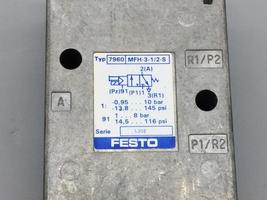 Typ 7960 MFH-3-1/2-S
2(A)
(Pz)91 (P1)1 3(R1)
1: -0,95 ... 10 bar
-13,8 ... 145 psi
91 1 ... 8 bar
14,5 ... 116 psi
Serie
FESTO
A
R1/P2
P1/R2